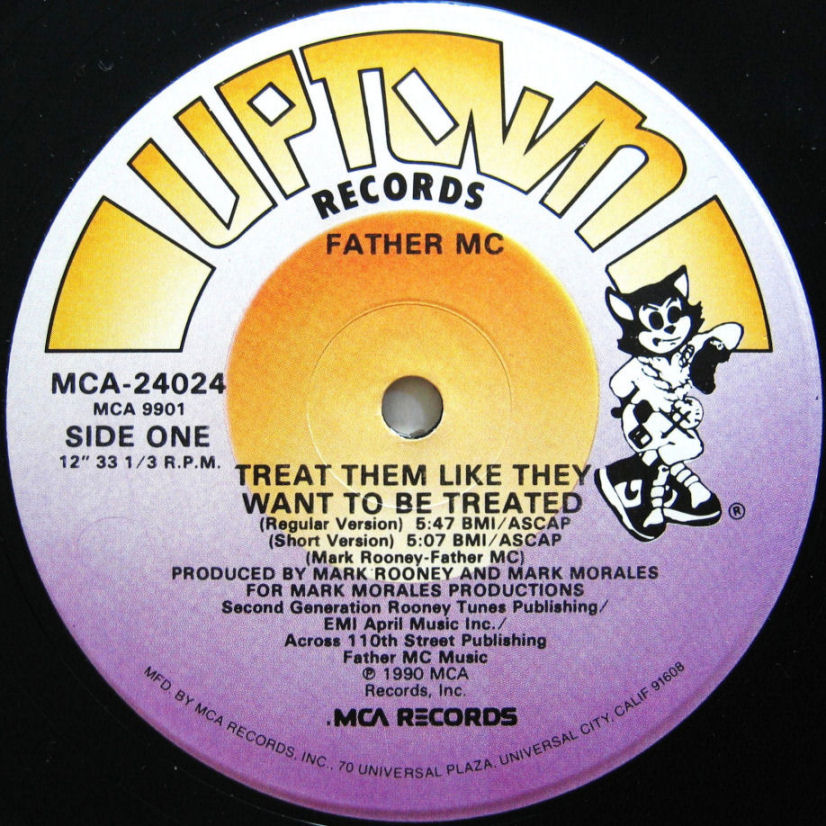 UPTOWN
RECORDS
FATHER MC
MCA-24024
MCA 9901
SIDE ONE
12" 33 1/3 R.P.M.
TREAT THEM LIKE THEY
WANT TO BE TREATED
(Regular Version) 5:47 BMI/ASCAP
(Short Version) 5:07 BMI/ASCAP
(Mark Rooney-Father MC)
PRODUCED BY MARK ROONEY AND MARK MORALES
FOR MARK MORALES PRODUCTIONS
Second Generation Rooney Tunes Publishing/
EMI April Music Inc./
Across 110th Street Publishing
Father MC Music
℗ 1990 MCA
Records, Inc.
.MCA RECORDS
MFD. BY MCA RECORDS, INC., 70 UNIVERSAL PLAZA, UNIVERSAL CITY, CALIF 91608
®